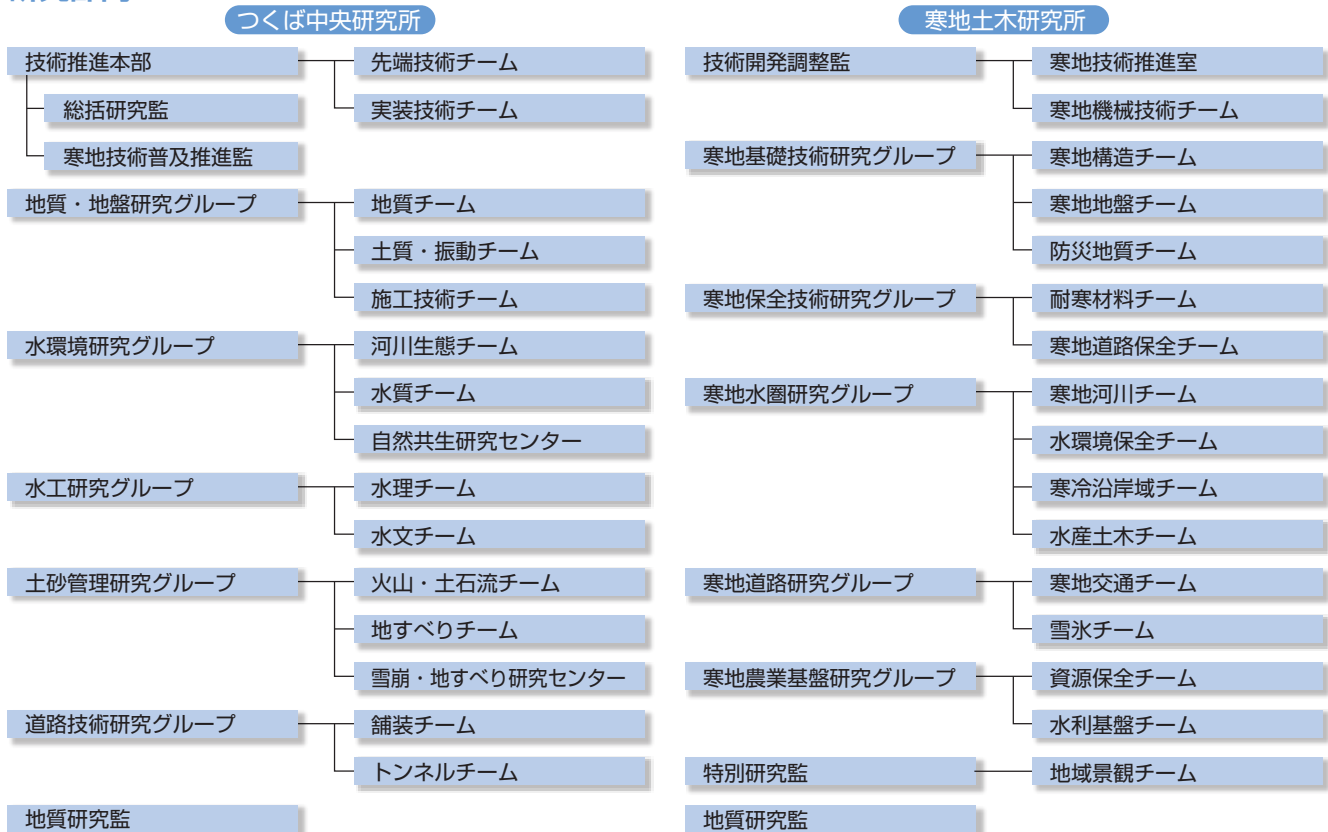 つくば中央研究所
技術推進本部
先端技術チーム
総括研究監
実装技術チーム
寒地技術普及推進監
地質・地盤研究グループ
地質チーム
土質・振動チーム
施工技術チーム
水環境研究グループ
河川生態チーム
水質チーム
自然共生研究センター
水工研究グループ
水理チーム
水文チーム
土砂管理研究グループ
火山・土石流チーム
地すべりチーム
雪崩・地すべり研究センター
道路技術研究グループ
舗装チーム
トンネルチーム
地質研究監
寒地土木研究所
技術開発調整監
寒地技術推進室
寒地機械技術チーム
寒地基礎技術研究グループ
寒地構造チーム
寒地地盤チーム
防災地質チーム
寒地保全技術研究グループ
耐寒材料チーム
寒地道路保全チーム
寒地水圏研究グループ
寒地河川チーム
水環境保全チーム
寒冷沿岸域チーム
水産土木チーム
寒地道路研究グループ
寒地交通チーム
雪氷チーム
寒地農業基盤研究グループ
資源保全チーム
水利基盤チーム
特別研究監
地域景観チーム
地質研究監